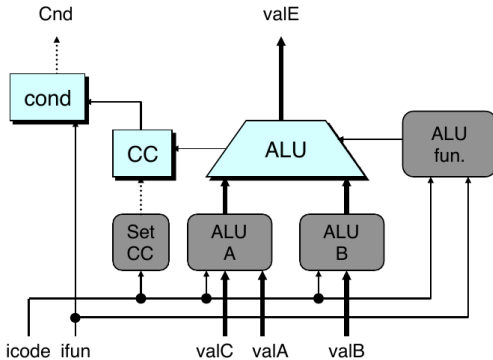 Cnd
valE
cond
CC
ALU
ALU
fun.
Set
CC
ALU
A
ALU
B
icode ifun valC valA valB